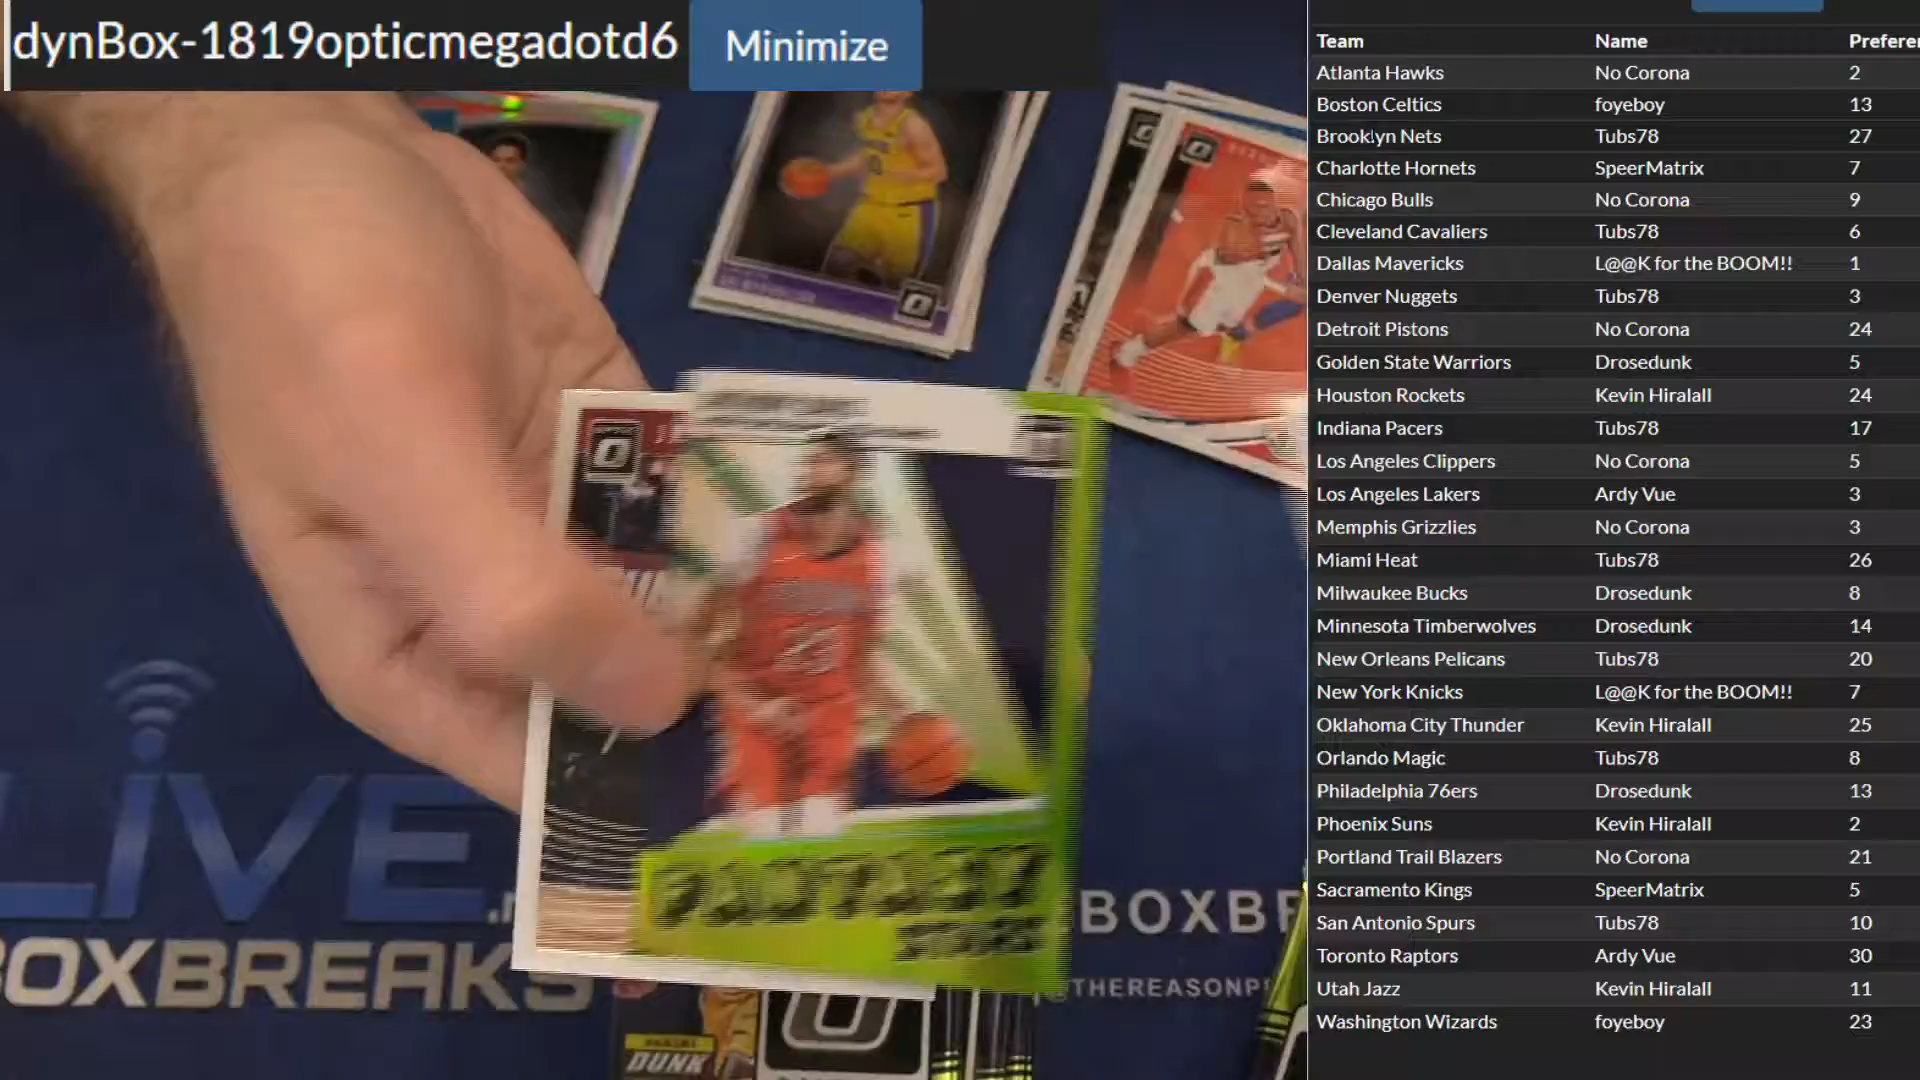 dynBox-1819opticmegadotd6
Minimize
Team Name Prefere
Atlanta Hawks No Corona 2
Boston Celtics foyeboy 13
Brooklyn Nets Tubs78 27
Charlotte Hornets SpeerMatrix 7
Chicago Bulls No Corona 9
Cleveland Cavaliers Tubs78 6
Dallas Mavericks L@@K for the BOOM!! 1
Denver Nuggets Tubs78 3
Detroit Pistons No Corona 24
Golden State Warriors Drosedunk 5
Houston Rockets Kevin Hiralall 24
Indiana Pacers Tubs78 17
Los Angeles Clippers No Corona 5
Los Angeles Lakers Ardy Vue 3
Memphis Grizzlies No Corona 3
Miami Heat Tubs78 26
Milwaukee Bucks Drosedunk 8
Minnesota Timberwolves Drosedunk 14
New Orleans Pelicans Tubs78 20
New York Knicks L@@K for the BOOM!! 7
Oklahoma City Thunder Kevin Hiralall 25
Orlando Magic Tubs78 8
Philadelphia 76ers Drosedunk 13
Phoenix Suns Kevin Hiralall 2
Portland Trail Blazers No Corona 21
Sacramento Kings SpeerMatrix 5
San Antonio Spurs Tubs78 10
Toronto Raptors Ardy Vue 30
Utah Jazz Kevin Hiralall 11
Washington Wizards foyeboy 23
FANTASY
STARS
LIVE
BOXBREAKS
BOXBR
@THEREASONP
PANINI
DUNK